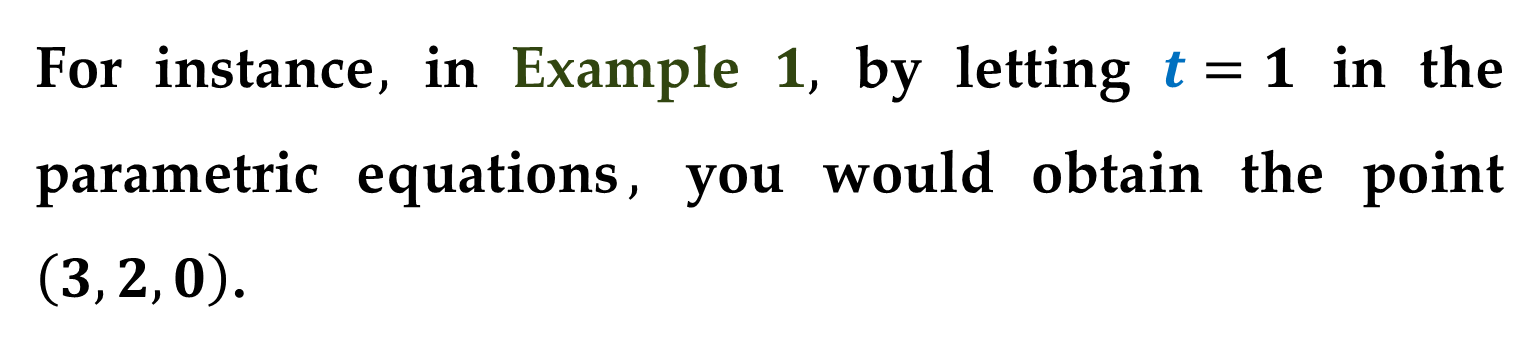 For instance, in Example 1, by letting t = 1 in the
parametric equations, you would obtain the point
(3, 2, 0).